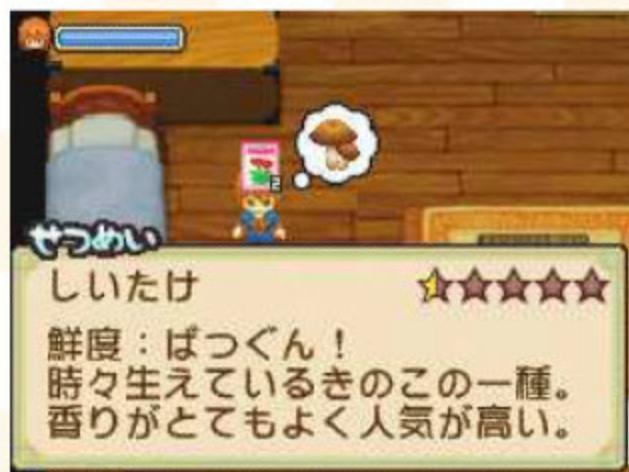 せつめい
しいたけ
鮮度：ばつぐん！
時々生えているきのこの一種。
香りがとてもよく人気が高い。